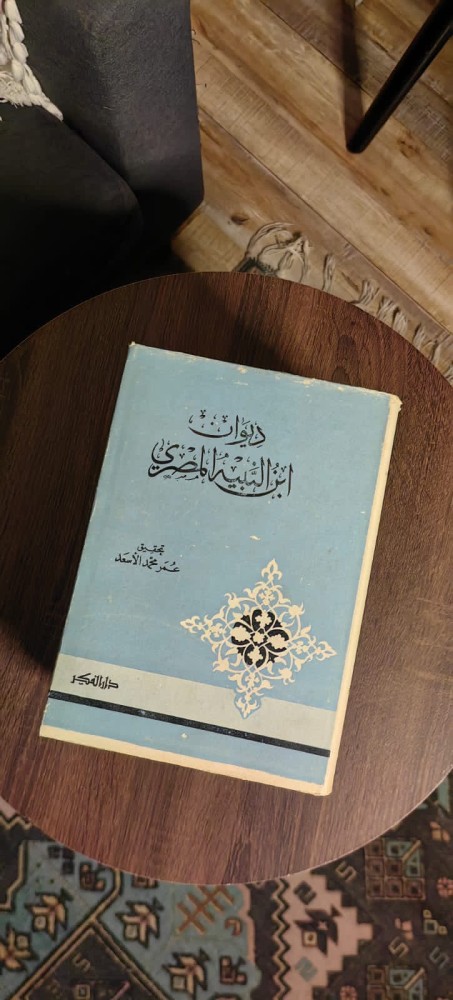 ديوان
ابن النبيه المصري
تحقيق
عمر محمد الأسعد
دار الفكر